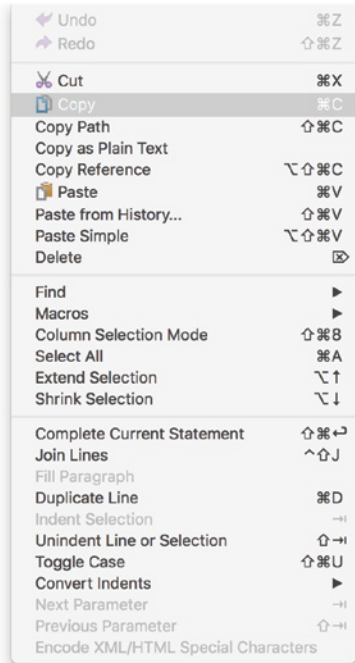 Undo ⌘Z
Redo ⇧⌘Z
Cut ⌘X
Copy ⌘C
Copy Path ⇧⌘C
Copy as Plain Text
Copy Reference ⌥⇧⌘C
Paste ⌘V
Paste from History... ⇧⌘V
Paste Simple ⌥⇧⌘V
Delete ⌦
Find ▶
Macros ▶
Column Selection Mode ⇧⌘8
Select All ⌘A
Extend Selection ⌥↑
Shrink Selection ⌥↓
Complete Current Statement ⇧⌘↩
Join Lines ^⇧J
Fill Paragraph
Duplicate Line ⌘D
Indent Selection ⇥
Unindent Line or Selection ⇧⇥
Toggle Case ⇧⌘U
Convert Indents ▶
Next Parameter ⇥
Previous Parameter ⇧⇥
Encode XML/HTML Special Characters